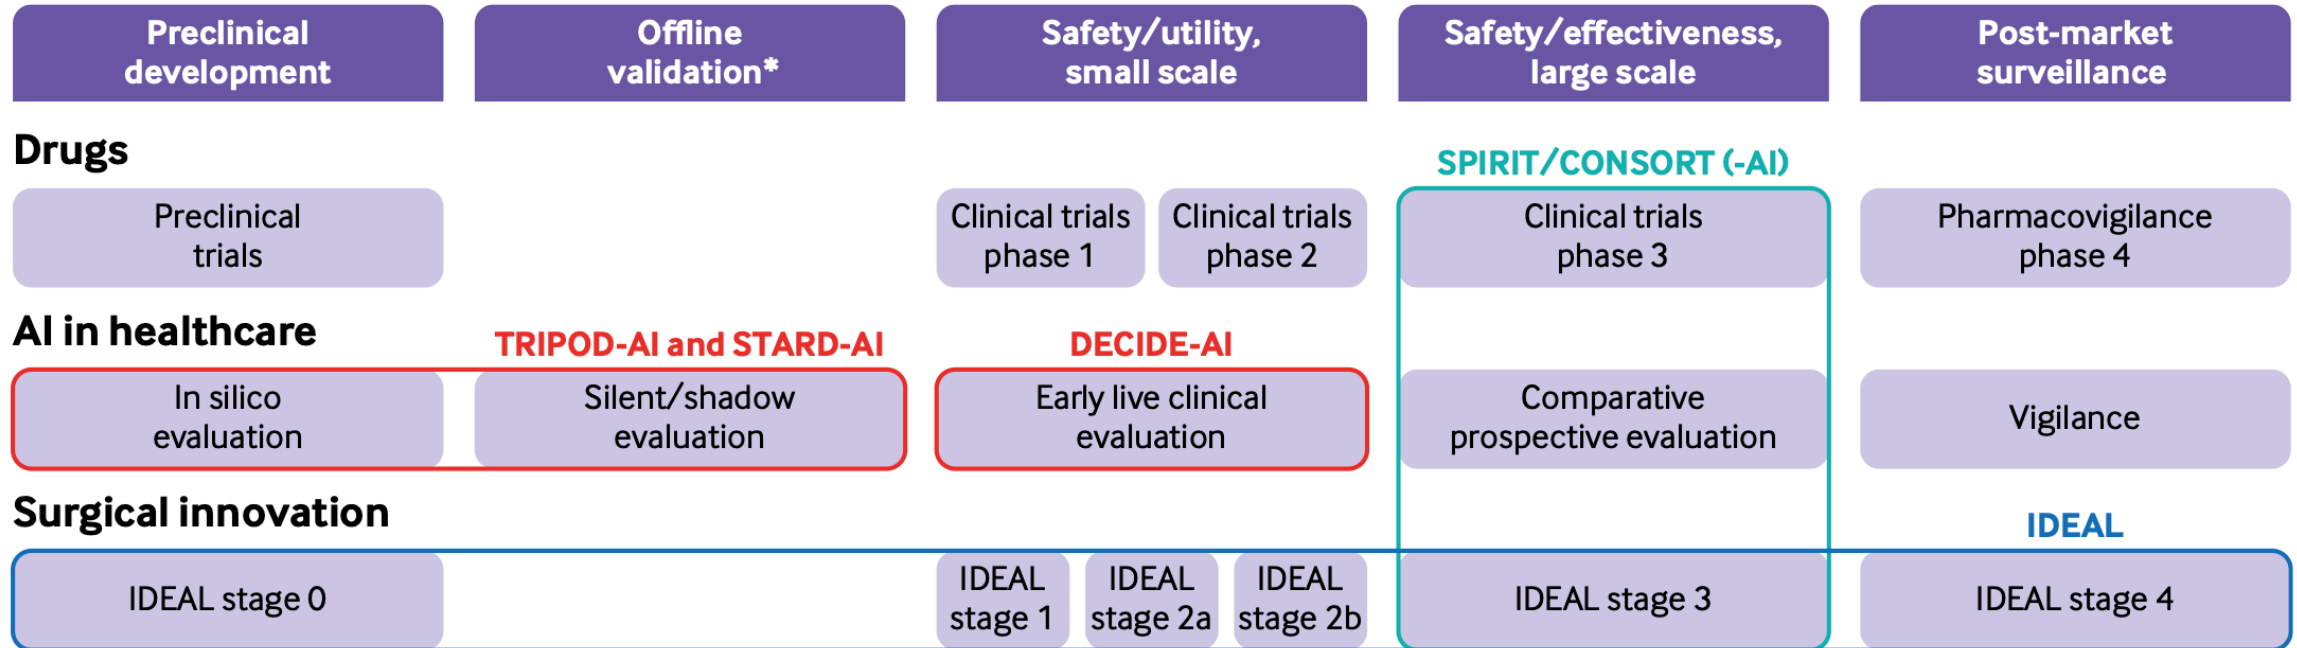 Preclinical
development
Offline
validation*
Safety/utility,
small scale
Safety/effectiveness,
large scale
Post-market
surveillance
Drugs
SPIRIT/CONSORT (-AI)
Preclinical
trials
Clinical trials
phase 1
Clinical trials
phase 2
Clinical trials
phase 3
Pharmacovigilance
phase 4
AI in healthcare
TRIPOD-AI and STARD-AI
DECIDE-AI
In silico
evaluation
Silent/shadow
evaluation
Early live clinical
evaluation
Comparative
prospective evaluation
Vigilance
Surgical innovation
IDEAL
IDEAL stage 0
IDEAL
stage 1
IDEAL
stage 2a
IDEAL
stage 2b
IDEAL stage 3
IDEAL stage 4